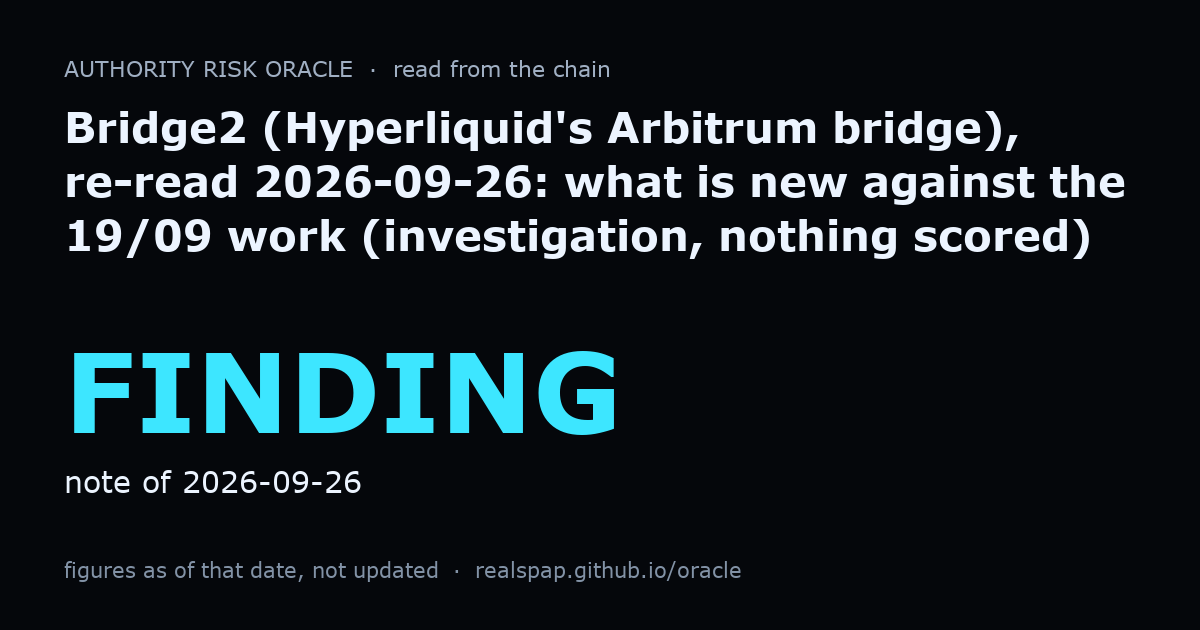 AUTHORITY RISK ORACLE · read from the chain
Bridge2 (Hyperliquid's Arbitrum bridge),
re-read 2026-09-26: what is new against the
19/09 work (investigation, nothing scored)
FINDING
note of 2026-09-26
figures as of that date, not updated · realspap.github.io/oracle